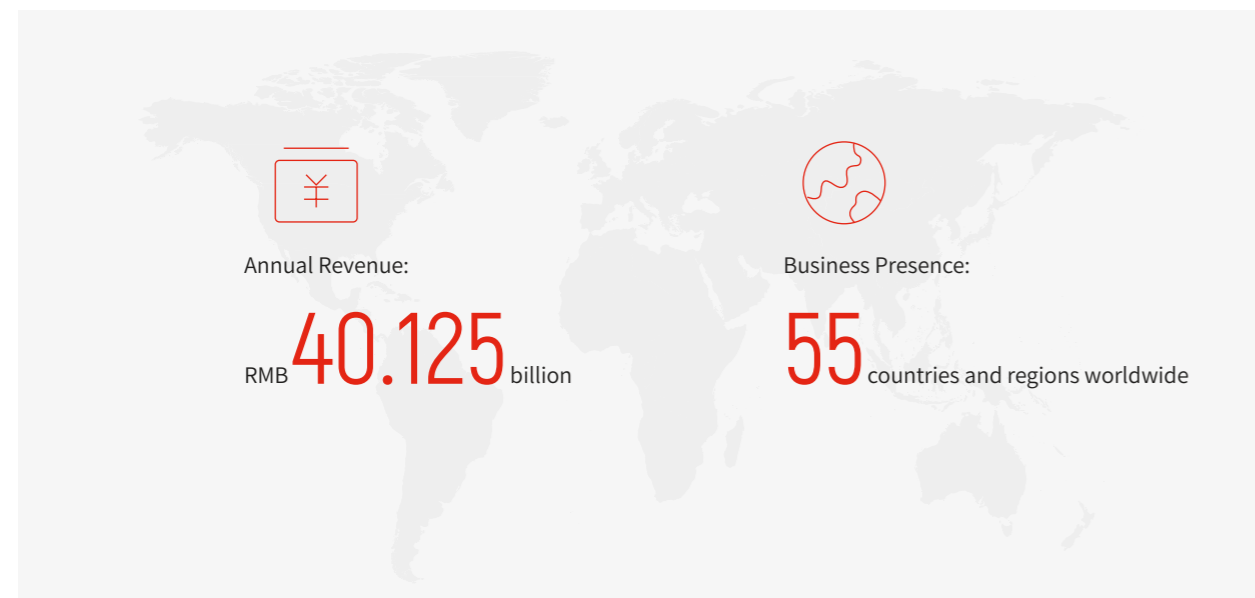 ¥
Annual Revenue:
RMB 40.125 billion
Business Presence:
55 countries and regions worldwide